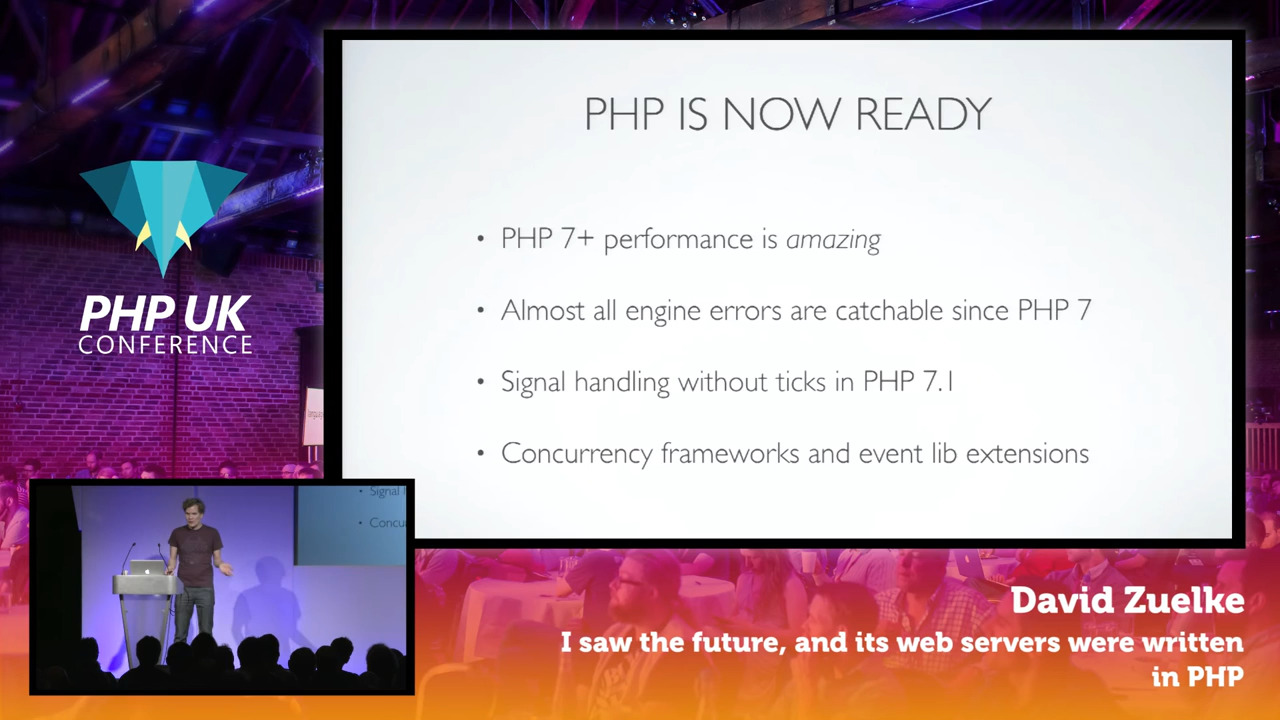 PHP IS NOW READY
• PHP 7+ performance is amazing
• Almost all engine errors are catchable since PHP 7
• Signal handling without ticks in PHP 7.1
• Concurrency frameworks and event lib extensions
PHP UK
CONFERENCE
• Signal
• Concu
David Zuelke
I saw the future, and its web servers were written
in PHP